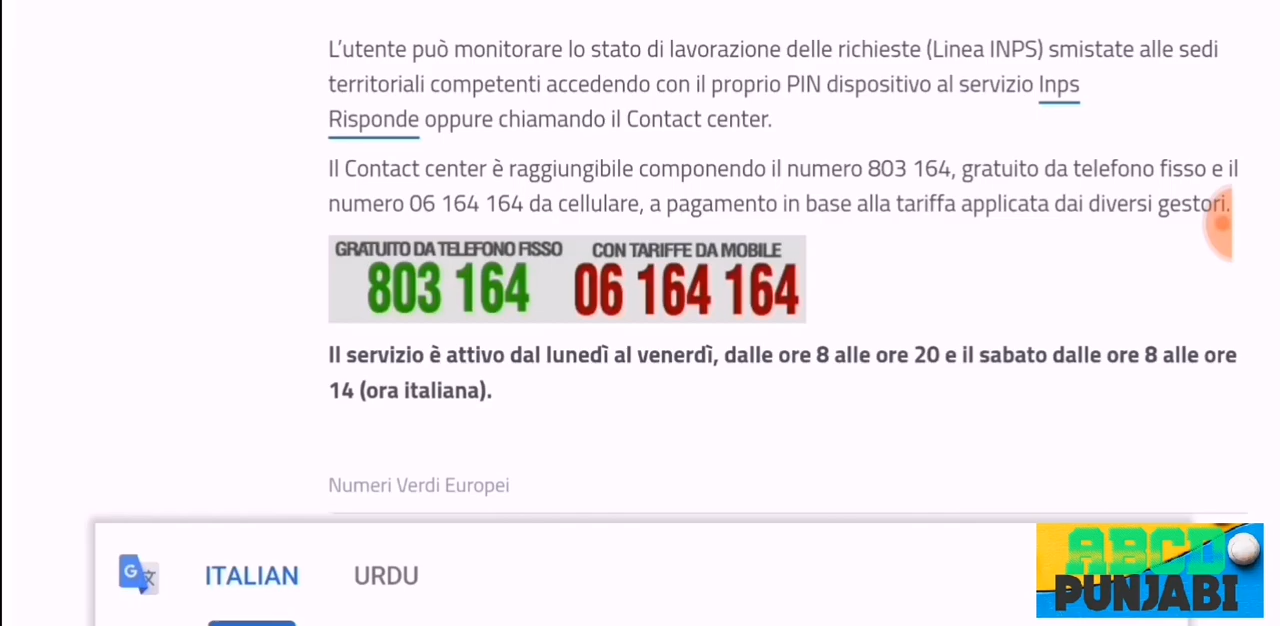 L'utente può monitorare lo stato di lavorazione delle richieste (Linea INPS) smistate alle sedi
territoriali competenti accedendo con il proprio PIN dispositivo al servizio Inps
Risponde oppure chiamando il Contact center.
Il Contact center è raggiungibile componendo il numero 803 164, gratuito da telefono fisso e il
numero 06 164 164 da cellulare, a pagamento in base alla tariffa applicata dai diversi gestori.
GRATUITO DA TELEFONO FISSO CON TARIFFE DA MOBILE
803 164 06 164 164
Il servizio è attivo dal lunedì al venerdì, dalle ore 8 alle ore 20 e il sabato dalle ore 8 alle ore
14 (ora italiana).
Numeri Verdi Europei
ITALIAN URDU
ABCD
PUNJABI